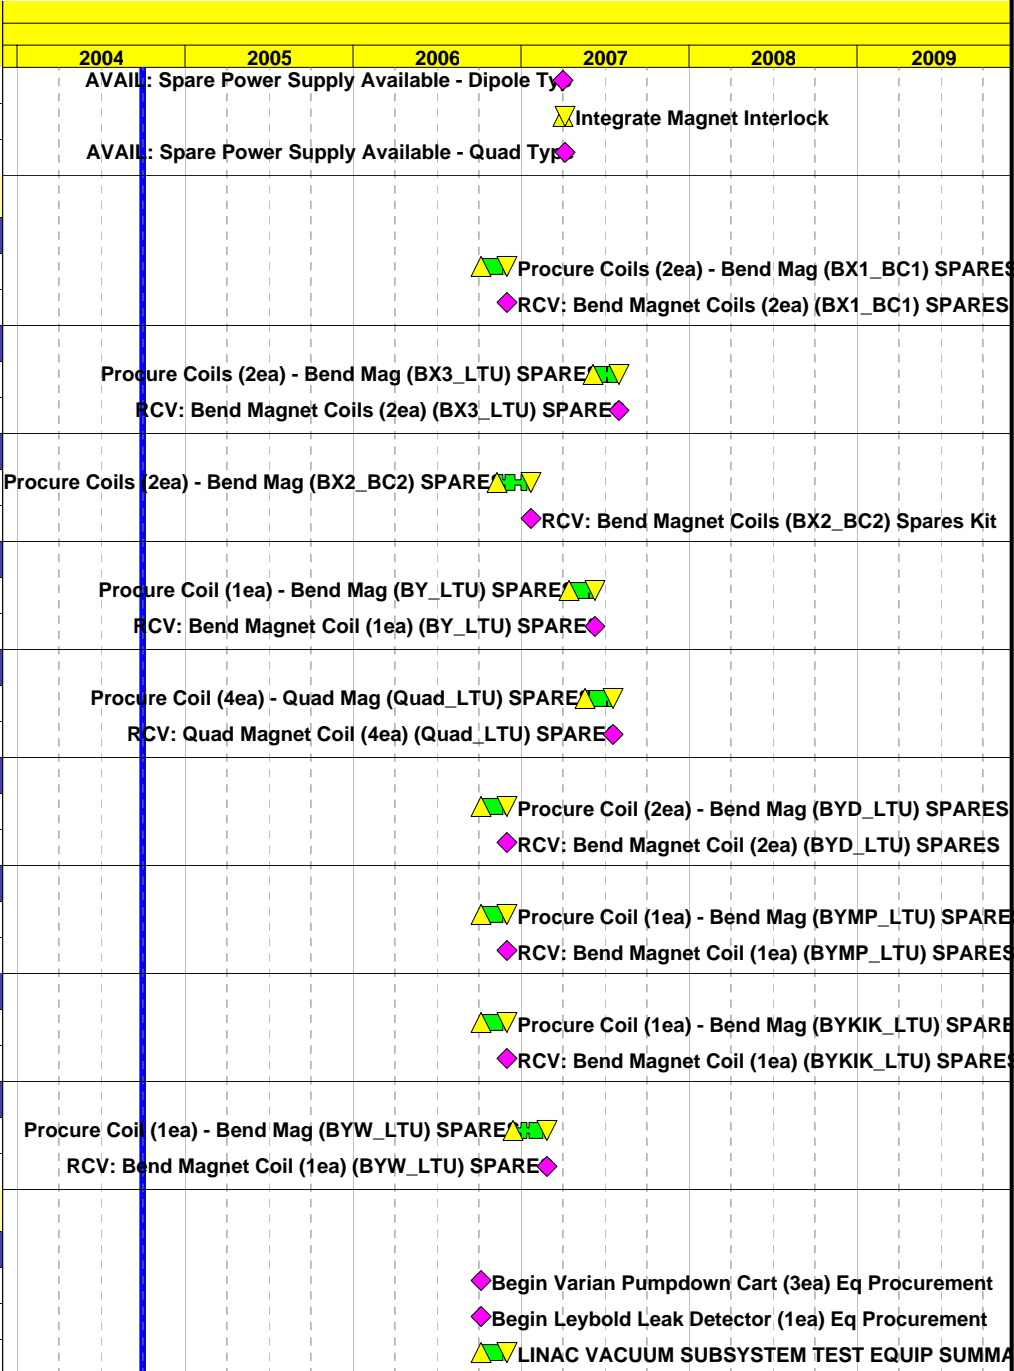 2004 2005 2006 2007 2008 2009
AVAIL: Spare Power Supply Available - Dipole Ty
Integrate Magnet Interlock
AVAIL: Spare Power Supply Available - Quad Type
Procure Coils (2ea) - Bend Mag (BX1_BC1) SPARES
RCV: Bend Magnet Coils (2ea) (BX1_BC1) SPARES
Procure Coils (2ea) - Bend Mag (BX3_LTU) SPARES
RCV: Bend Magnet Coils (2ea) (BX3_LTU) SPARE
Procure Coils (2ea) - Bend Mag (BX2_BC2) SPARES
RCV: Bend Magnet Coils (BX2_BC2) Spares Kit
Procure Coil (1ea) - Bend Mag (BY_LTU) SPARES
RCV: Bend Magnet Coil (1ea) (BY_LTU) SPARE
Procure Coil (4ea) - Quad Mag (Quad_LTU) SPARES
RCV: Quad Magnet Coil (4ea) (Quad_LTU) SPARE
Procure Coil (2ea) - Bend Mag (BYD_LTU) SPARES
RCV: Bend Magnet Coil (2ea) (BYD_LTU) SPARES
Procure Coil (1ea) - Bend Mag (BYMP_LTU) SPARE
RCV: Bend Magnet Coil (1ea) (BYMP_LTU) SPARES
Procure Coil (1ea) - Bend Mag (BYKIK_LTU) SPARE
RCV: Bend Magnet Coil (1ea) (BYKIK_LTU) SPARES
Procure Coil (1ea) - Bend Mag (BYW_LTU) SPARES
RCV: Bend Magnet Coil (1ea) (BYW_LTU) SPARE
Begin Varian Pumpdown Cart (3ea) Eq Procurement
Begin Leybold Leak Detector (1ea) Eq Procurement
LINAC VACUUM SUBSYSTEM TEST EQUIP SUMMA